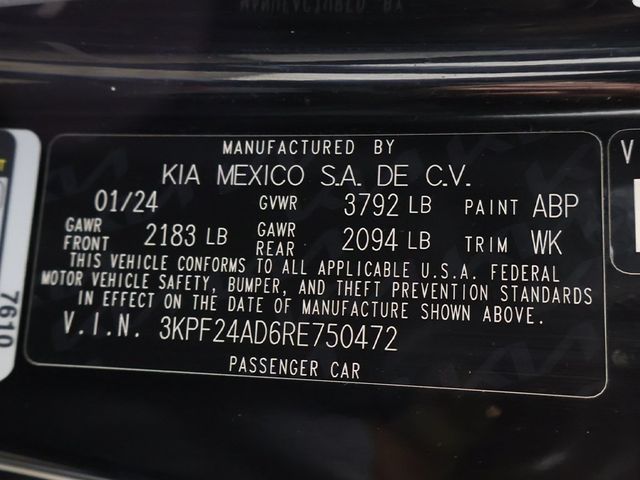 MANUFACTURED BY
KIA MEXICO S.A. DE C.V.
01/24 GVWR 3792 LB PAINT ABP
GAWR FRONT 2183 LB GAWR REAR 2094 LB TRIM WK
THIS VEHICLE CONFORMS TO ALL APPLICABLE U.S.A. FEDERAL
MOTOR VEHICLE SAFETY, BUMPER, AND THEFT PREVENTION STANDARDS
IN EFFECT ON THE DATE OF MANUFACTURE SHOWN ABOVE.
V.I.N. 3KPF24AD6RE750472
PASSENGER CAR
7610
V